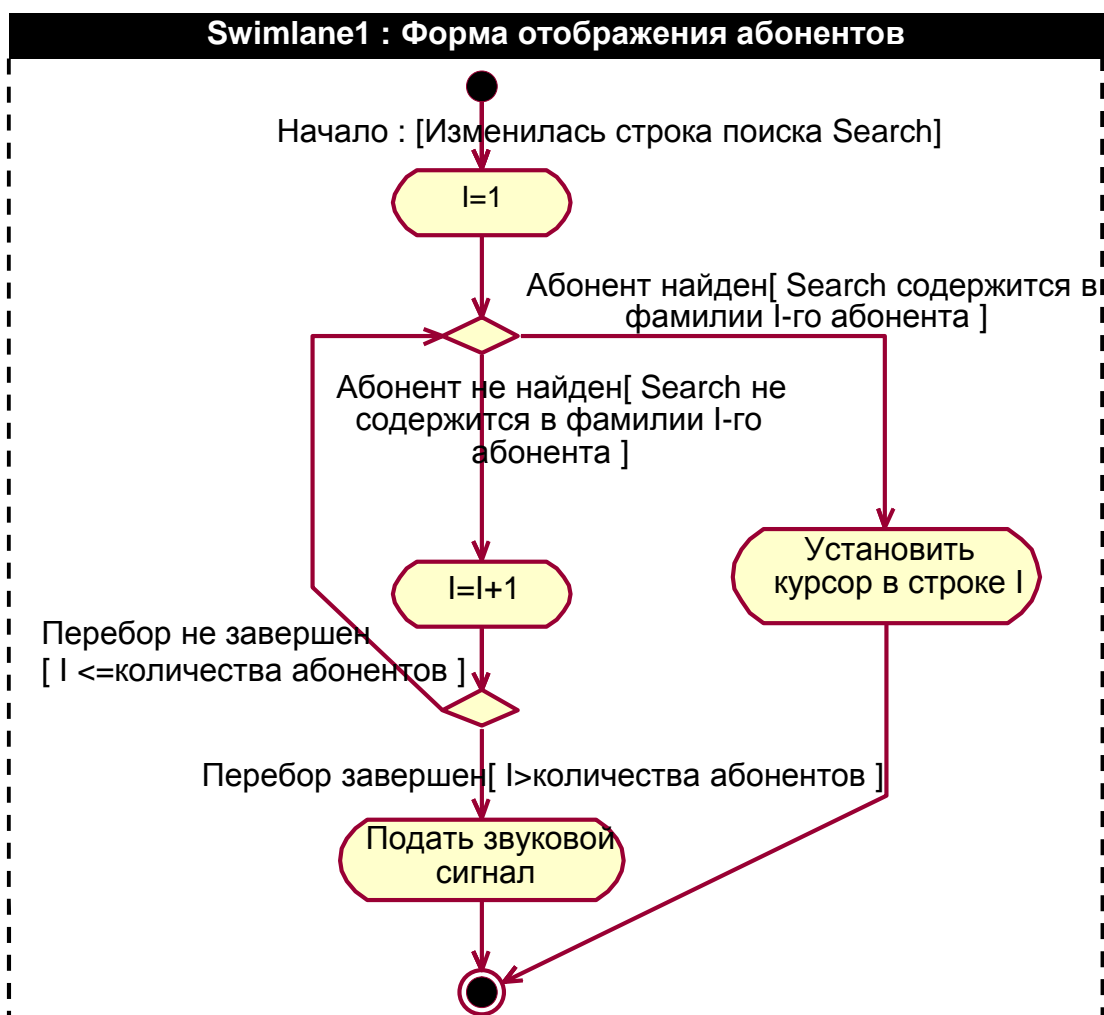 Swimlane1 : Форма отображения абонентов
Начало : [Изменилась строка поиска Search]
I=1
Абонент найден[ Search содержится в
фамилии I-го абонента ]
Абонент не найден[ Search не
содержится в фамилии I-го
абонента ]
Установить
курсор в строке I
I=I+1
Перебор не завершен
[ I <=количества абонентов ]
Перебор завершен[ I>количества абонентов ]
Подать звуковой
сигнал